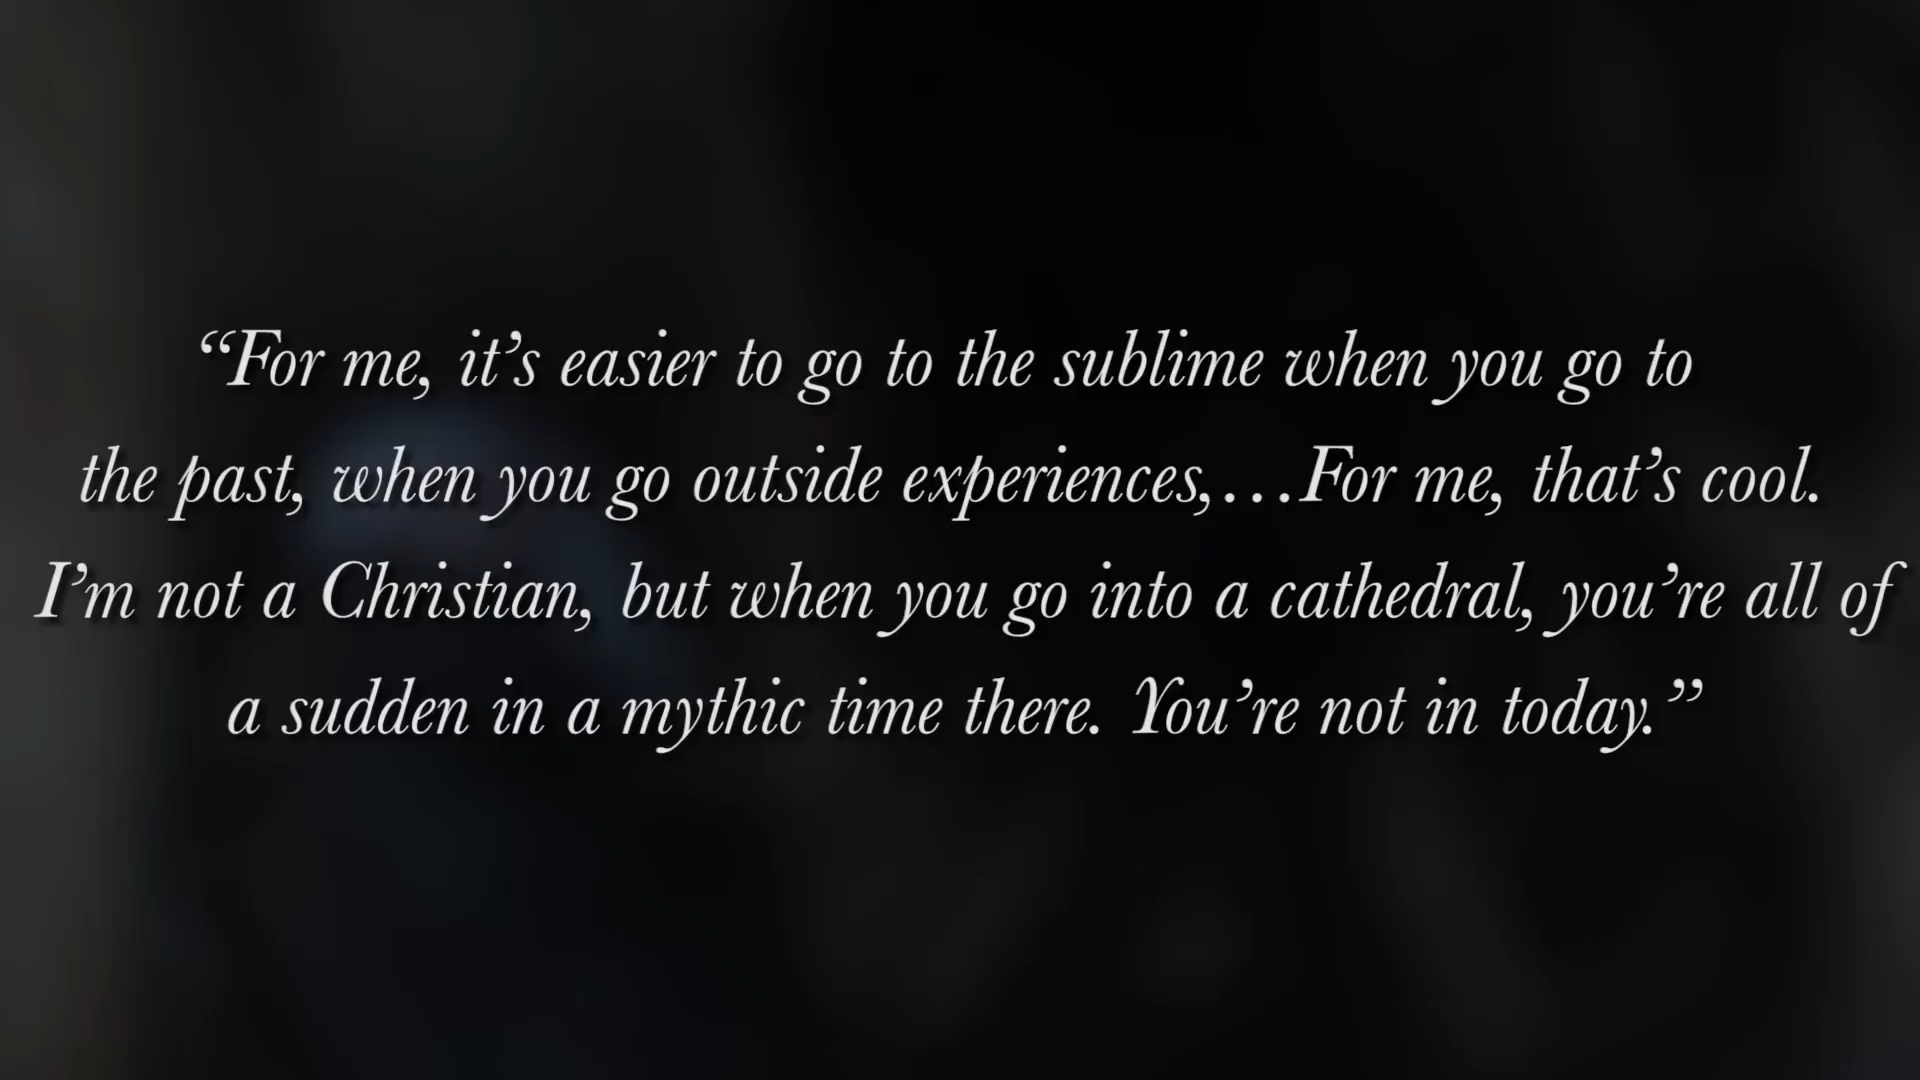 “For me, it’s easier to go to the sublime when you go to
the past, when you go outside experiences,…For me, that’s cool.
I’m not a Christian, but when you go into a cathedral, you’re all of
a sudden in a mythic time there. You’re not in today.”